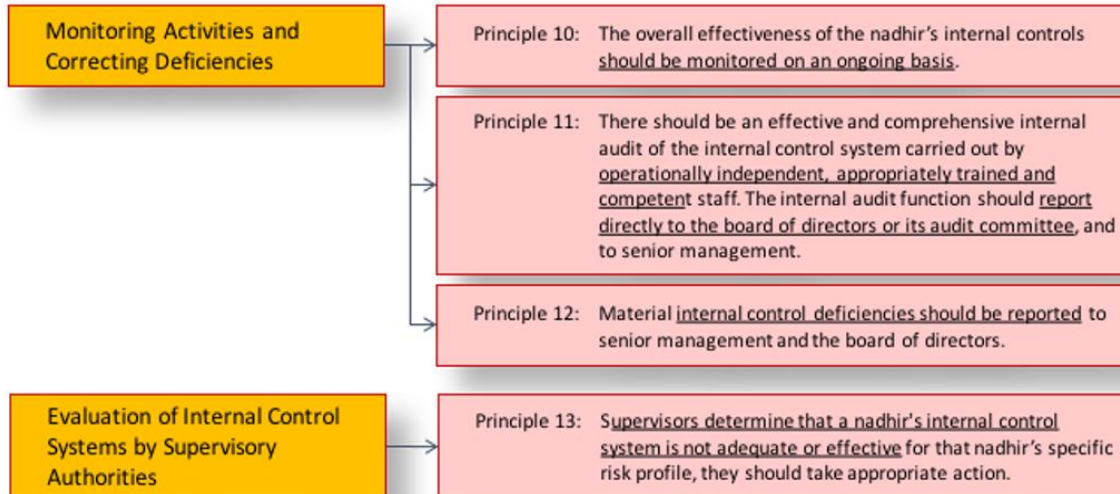 Monitoring Activities and
Correcting Deficiencies
Principle 10: The overall effectiveness of the nadhir’s internal controls
should be monitored on an ongoing basis.
Principle 11: There should be an effective and comprehensive internal
audit of the internal control system carried out by
operationally independent, appropriately trained and
competent staff. The internal audit function should report
directly to the board of directors or its audit committee, and
to senior management.
Principle 12: Material internal control deficiencies should be reported to
senior management and the board of directors.
Evaluation of Internal Control
Systems by Supervisory
Authorities
Principle 13: Supervisors determine that a nadhir's internal control
system is not adequate or effective for that nadhir’s specific
risk profile, they should take appropriate action.